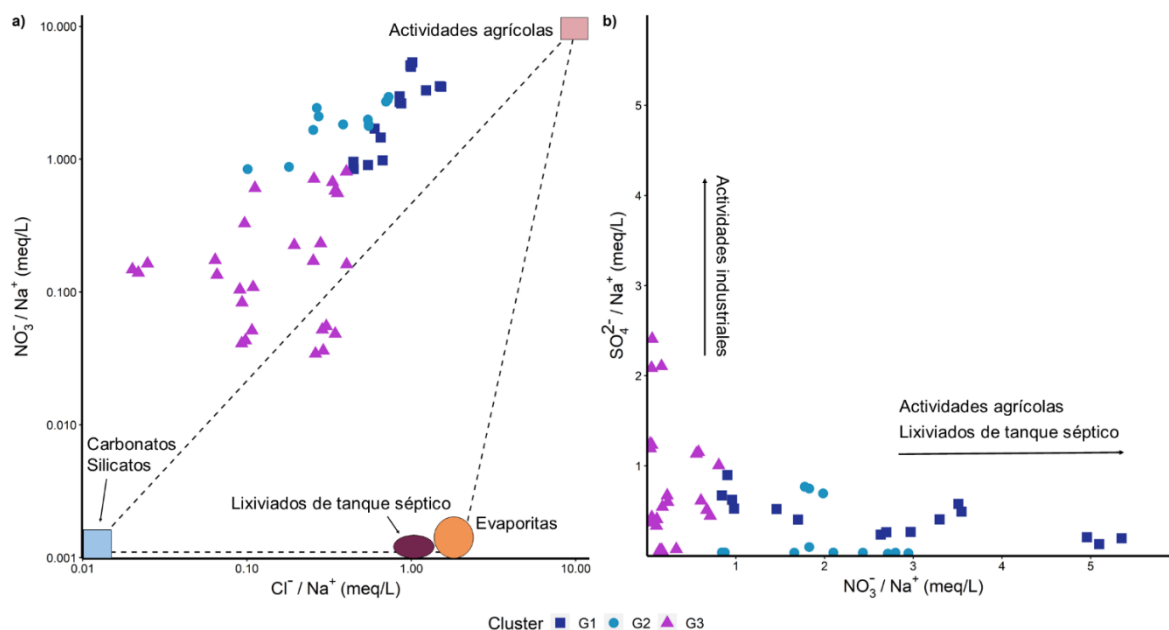 a)
10.000
1.000
0.100
0.010
0.001
NO₃⁻ / Na⁺ (meq/L)
Actividades agrícolas
Carbonatos
Silicatos
Lixiviados de tanque séptico
Evaporitas
0.01
0.10
1.00
10.00
Cl⁻ / Na⁺ (meq/L)
b)
5
4
3
2
1
SO₄²⁻ / Na⁺ (meq/L)
Actividades industriales
Actividades agrícolas
Lixiviados de tanque séptico
1
2
3
4
5
NO₃⁻ / Na⁺ (meq/L)
Cluster G1 G2 G3